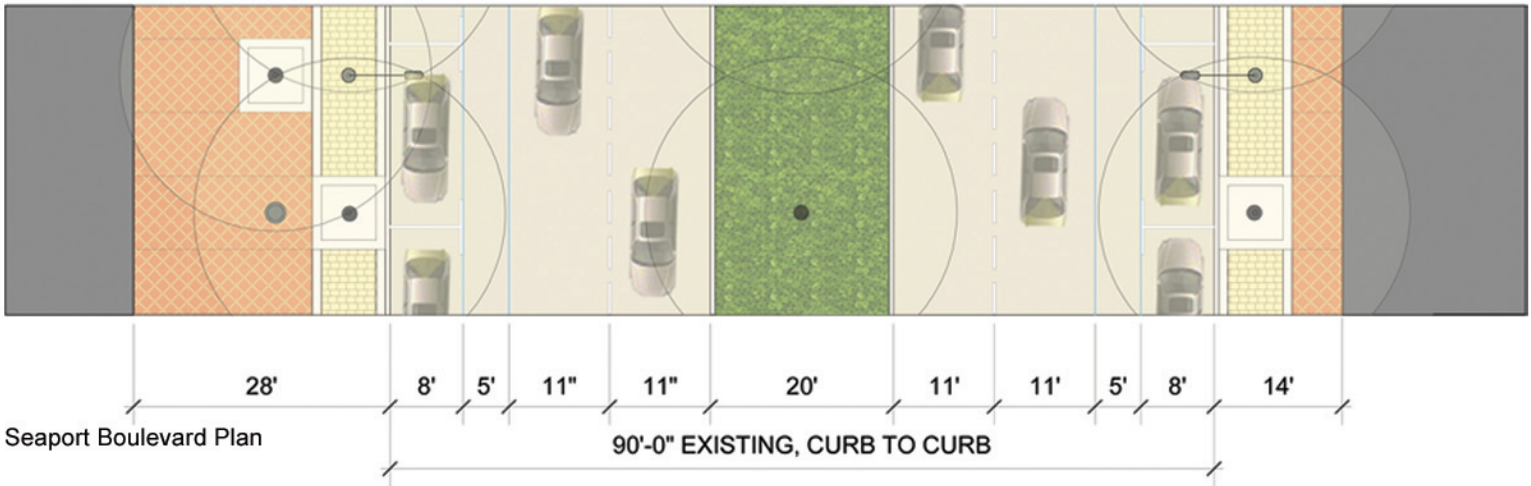 28' 8' 5' 11" 11" 20' 11' 11' 5' 8' 14'
Seaport Boulevard Plan
90'-0" EXISTING, CURB TO CURB